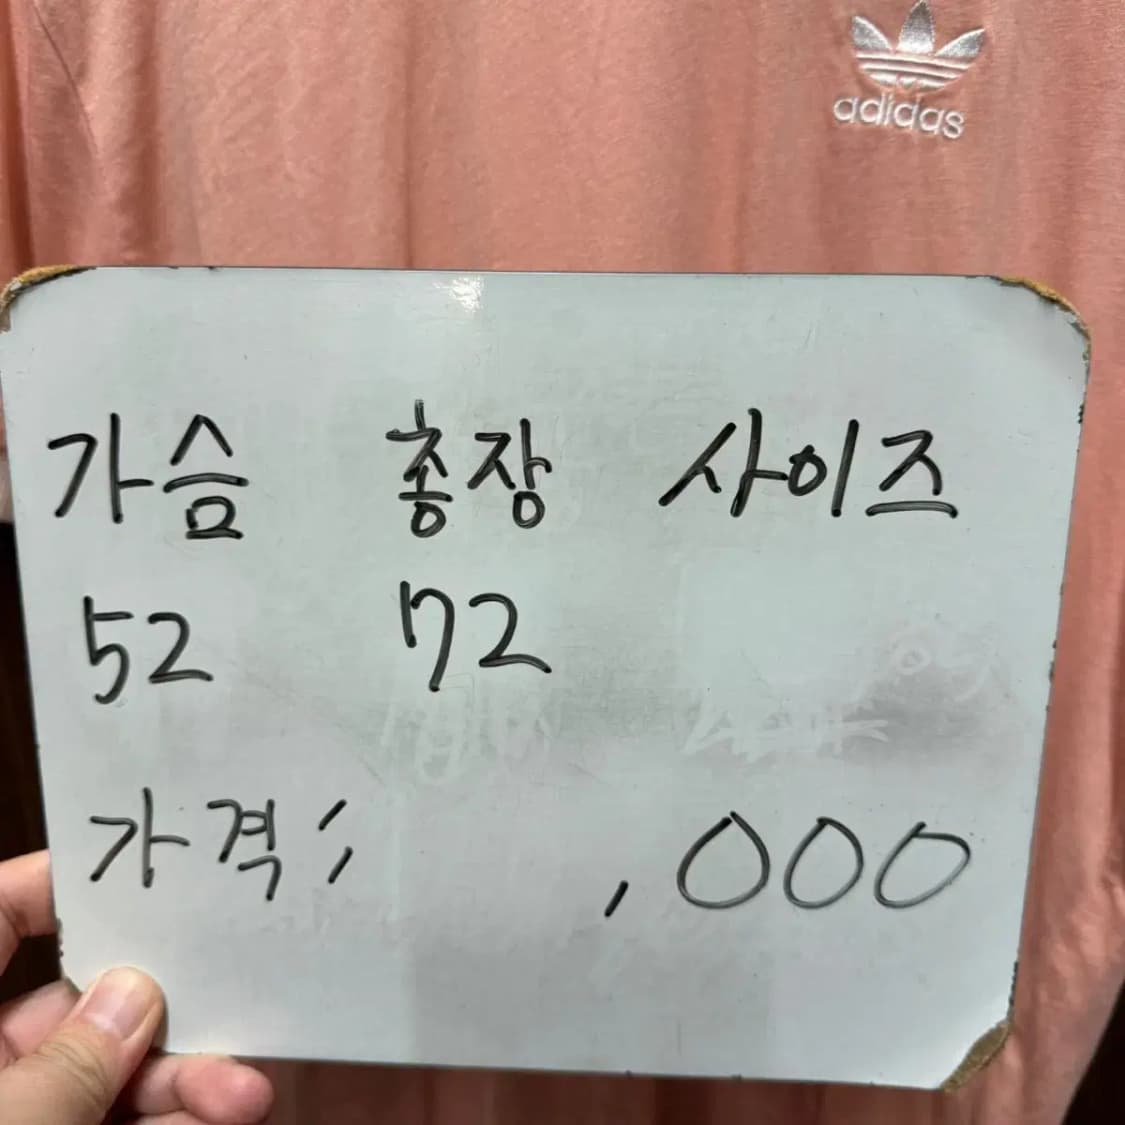 adidas
가슴 총장 사이즈
52 72
가격: ,000